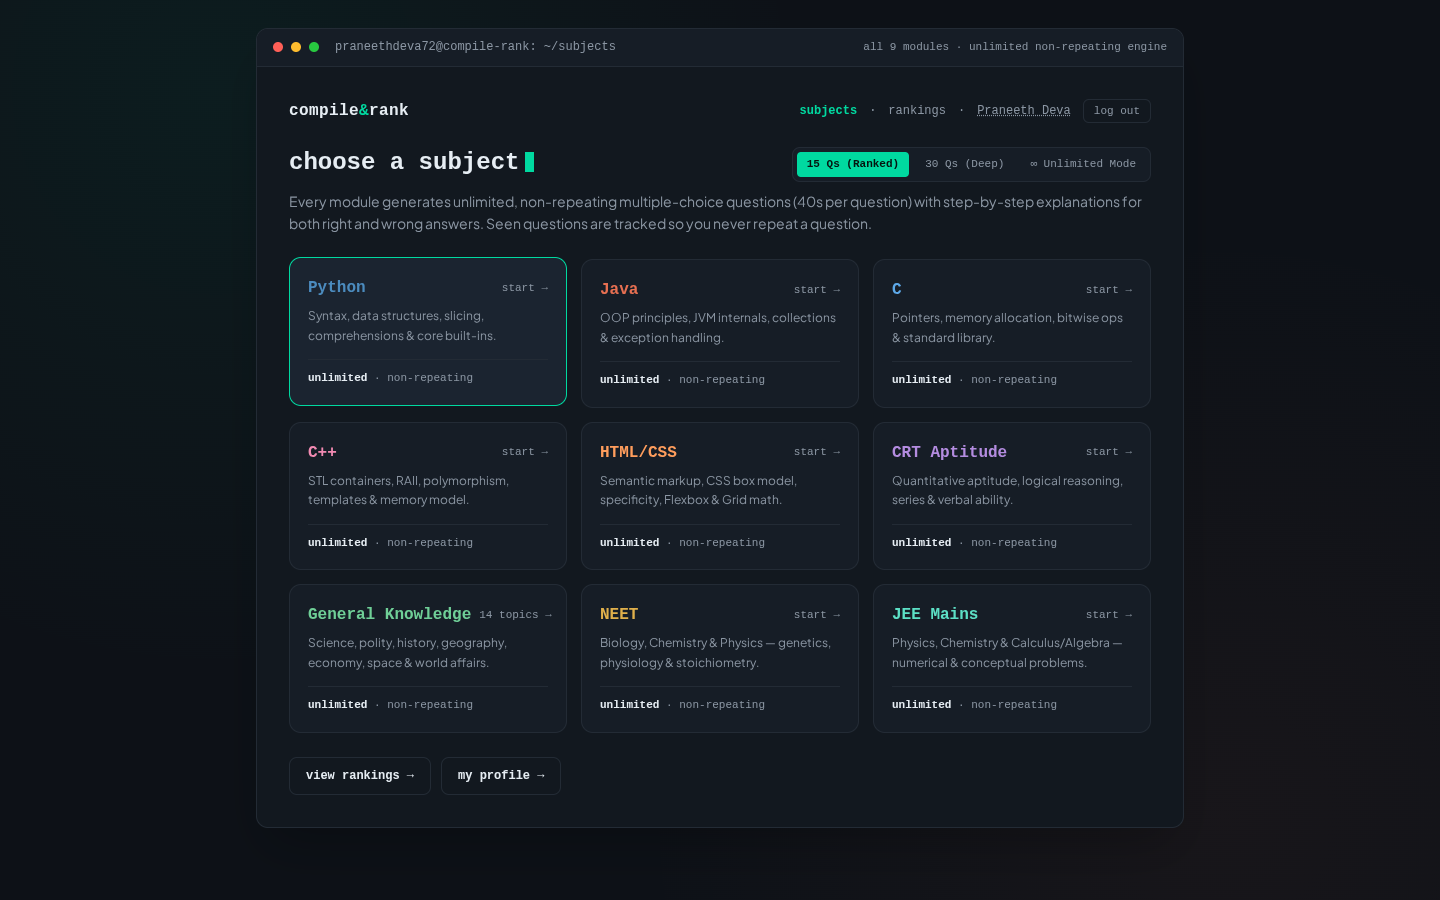 praneethdeva72@compile-rank: ~/subjects
all 9 modules · unlimited non-repeating engine
compile&rank
subjects · rankings · Praneeth Deva log out
choose a subject
15 Qs (Ranked) 30 Qs (Deep) ∞ Unlimited Mode
Every module generates unlimited, non-repeating multiple-choice questions (40s per question) with step-by-step explanations for
both right and wrong answers. Seen questions are tracked so you never repeat a question.
Python start →
Syntax, data structures, slicing,
comprehensions & core built-ins.
unlimited · non-repeating
Java start →
OOP principles, JVM internals, collections
& exception handling.
unlimited · non-repeating
C start →
Pointers, memory allocation, bitwise ops
& standard library.
unlimited · non-repeating
C++ start →
STL containers, RAII, polymorphism,
templates & memory model.
unlimited · non-repeating
HTML/CSS start →
Semantic markup, CSS box model,
specificity, Flexbox & Grid math.
unlimited · non-repeating
CRT Aptitude start →
Quantitative aptitude, logical reasoning,
series & verbal ability.
unlimited · non-repeating
General Knowledge 14 topics →
Science, polity, history, geography,
economy, space & world affairs.
unlimited · non-repeating
NEET start →
Biology, Chemistry & Physics — genetics,
physiology & stoichiometry.
unlimited · non-repeating
JEE Mains start →
Physics, Chemistry & Calculus/Algebra —
numerical & conceptual problems.
unlimited · non-repeating
view rankings → my profile →